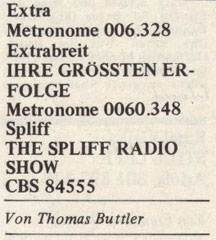 Extra
Metronome 006.328
Extrabreit
IHRE GRÖSSTEN ER-
FOLGE
Metronome 0060.348
Spliff
THE SPLIFF RADIO
SHOW
CBS 84555
Von Thomas Buttler